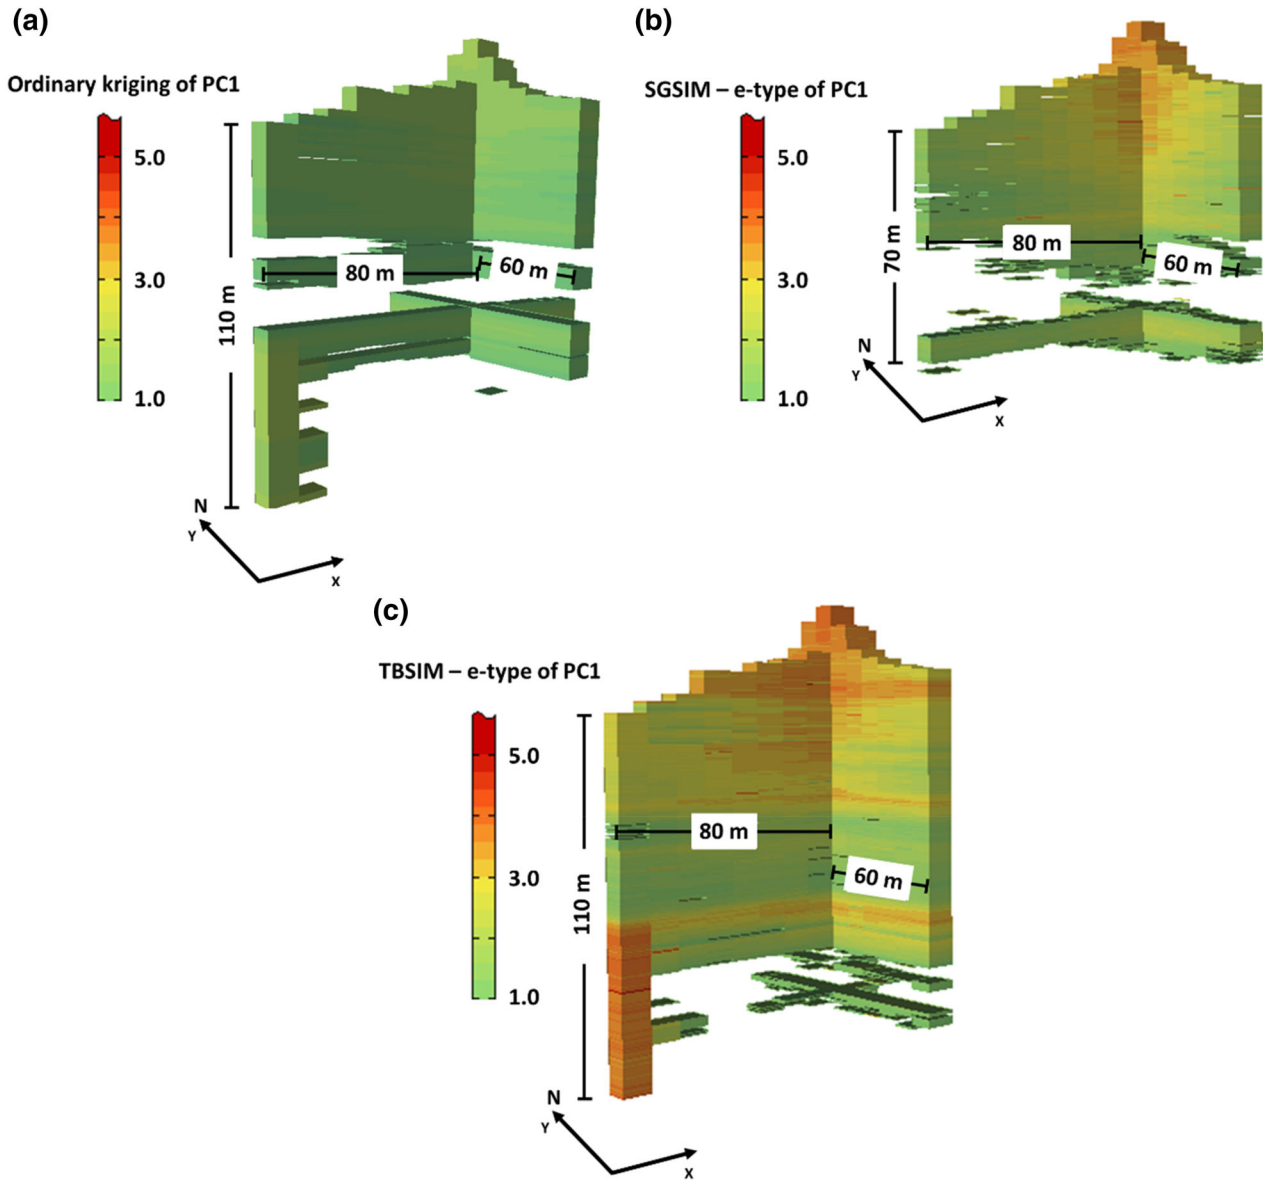 (a)
Ordinary kriging of PC1
5.0
3.0
1.0
110 m
80 m
60 m
N
Y
X
(b)
SGSIM – e-type of PC1
5.0
3.0
1.0
70 m
80 m
60 m
N
Y
X
(c)
TBSIM – e-type of PC1
5.0
3.0
1.0
110 m
80 m
60 m
N
Y
X